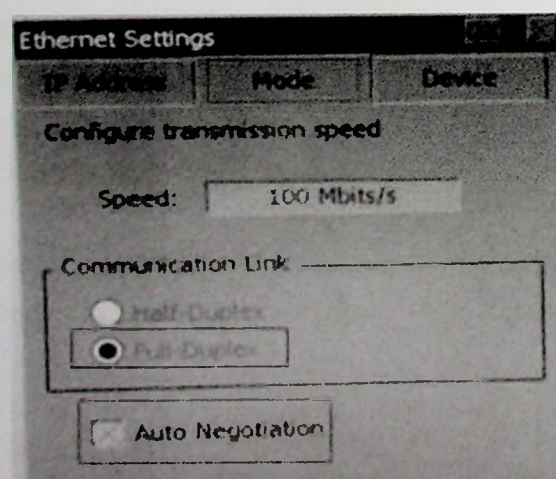 Ethernet Settings
IP Address Mode Device
Configure transmission speed
Speed: 100 Mbits/s
Communication Link
Half-Duplex
Full-Duplex
Auto Negotiation